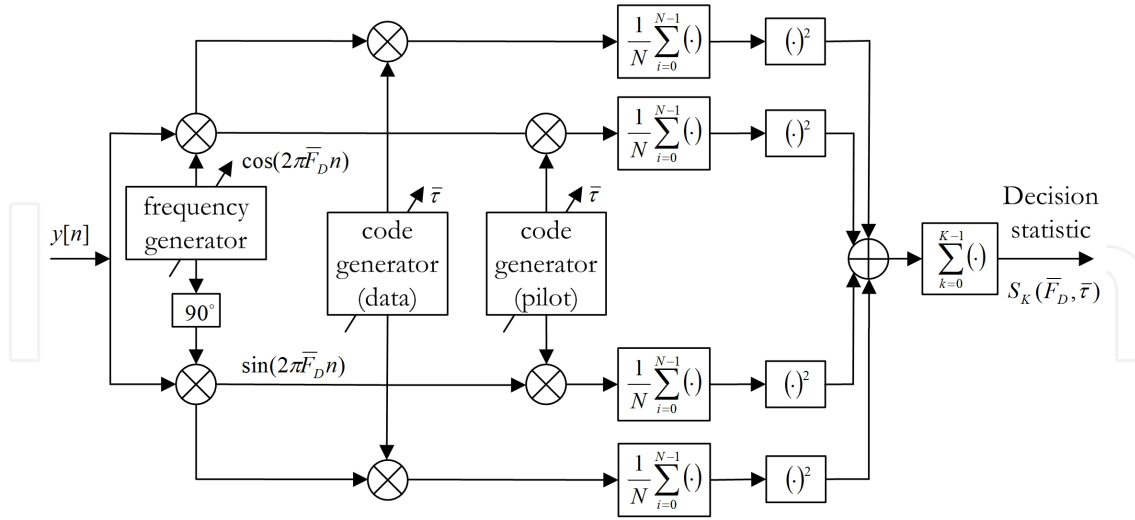 1/N ∑_{i=0}^{N-1}(·)
(·)²
1/N ∑_{i=0}^{N-1}(·)
(·)²
cos(2πF̄_D n)
frequency
generator
y[n]
90°
τ̄
code
generator
(data)
τ̄
code
generator
(pilot)
∑_{k=0}^{K-1}(·)
Decision
statistic
S_K(F̄_D, τ̄)
sin(2πF̄_D n)
1/N ∑_{i=0}^{N-1}(·)
(·)²
1/N ∑_{i=0}^{N-1}(·)
(·)²